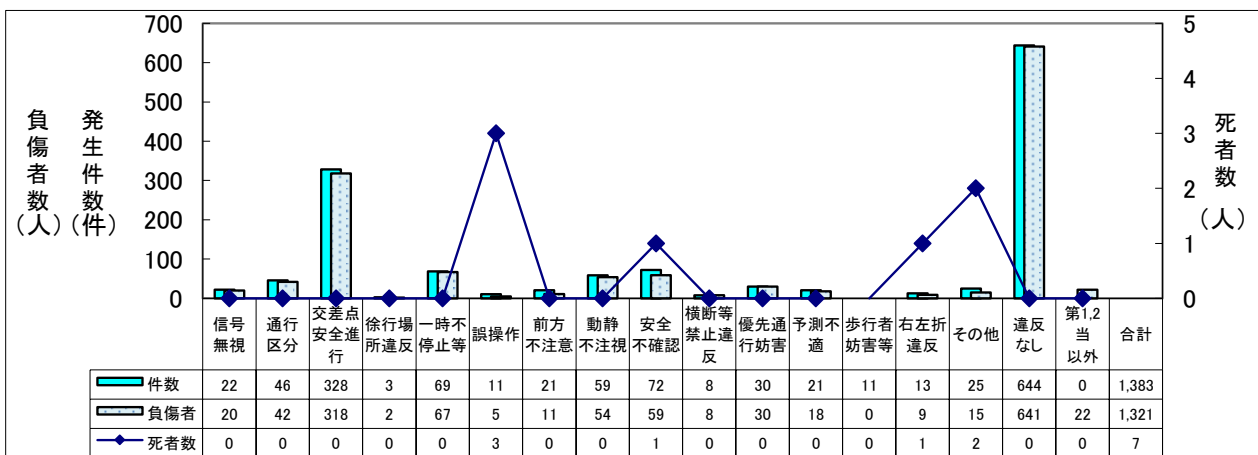 700
600
500
400
300
200
100
0
5
4
3
2
1
0
負傷者数(人)
発生件数(件)
死者数(人)
信号
無視
通行
区分
交差点
安全進
行
徐行場
所違反
一時不
停止等
誤操作
前方
不注意
動静
不注視
安全
不確認
横断等
禁止違
反
優先通
行妨害
予測不
適
歩行者
妨害等
右左折
違反
その他
違反
なし
第1,2
当
以外
合計
件数 22 46 328 3 69 11 21 59 72 8 30 21 11 13 25 644 0 1,383
負傷者 20 42 318 2 67 5 11 54 59 8 30 18 0 9 15 641 22 1,321
死者数 0 0 0 0 0 3 0 0 1 0 0 0 0 1 2 0 0 7